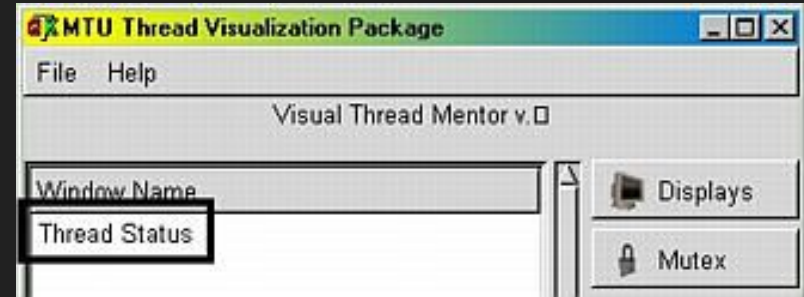 MTU Thread Visualization Package
File Help
Visual Thread Mentor v.□
Window Name
Displays
Thread Status
Mutex